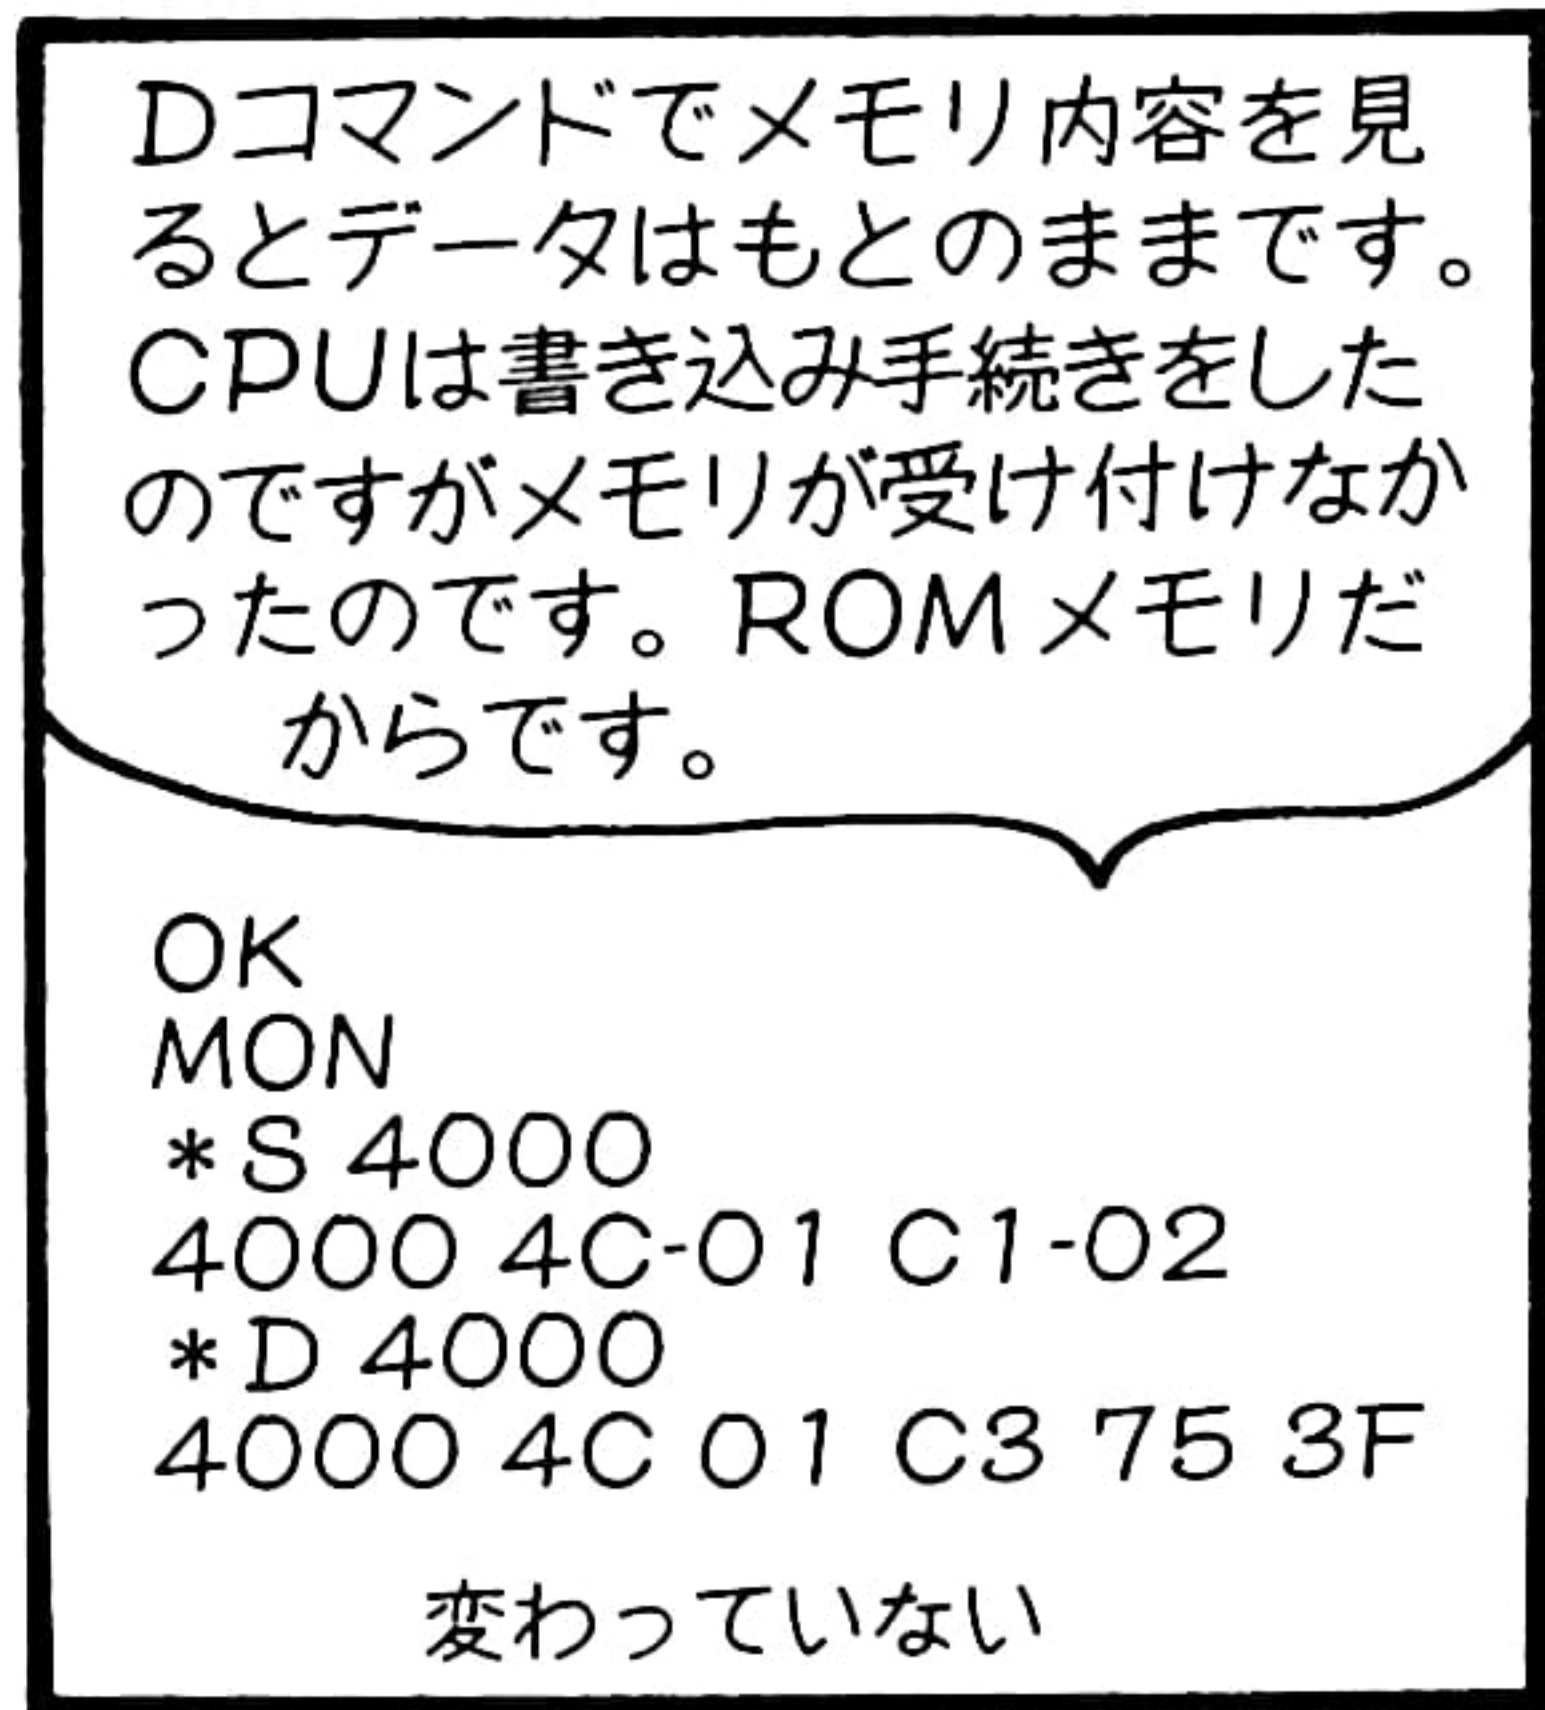 Dコマンドでメモリ内容を見
るとデータはもとのままです。
CPUは書き込み手続きをした
のですがメモリが受け付けなか
ったのです。ROMメモリだ
からです。
OK
MON
*S 4000
4000 4C-01 C1-02
*D 4000
4000 4C 01 C3 75 3F
変わっていない